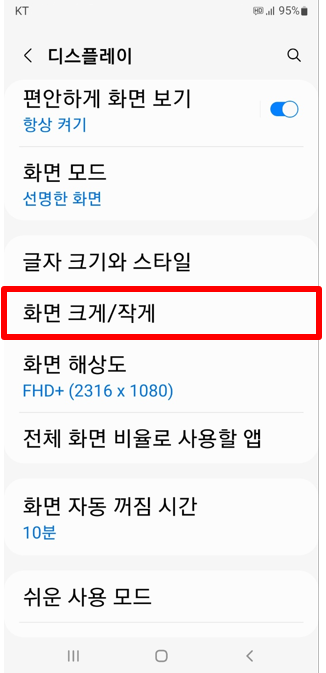 KT 95%
디스플레이
편안하게 화면 보기
항상 켜기
화면 모드
선명한 화면
글자 크기와 스타일
화면 크게/작게
화면 해상도
FHD+ (2316 x 1080)
전체 화면 비율로 사용할 앱
화면 자동 꺼짐 시간
10분
쉬운 사용 모드